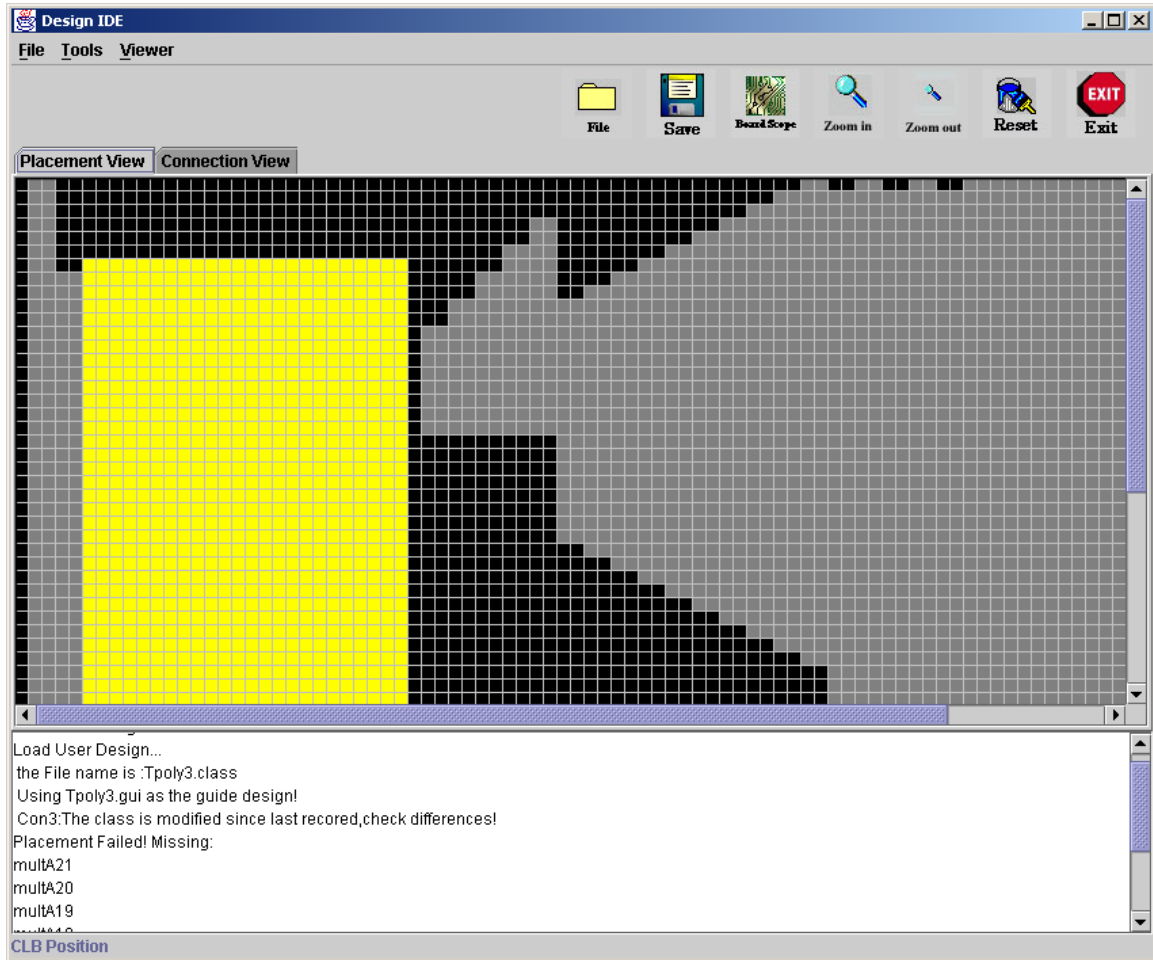 Design IDE
File Tools Viewer
EXIT
File Save BoardScope Zoom in Zoom out Reset Exit
Placement View Connection View
Load User Design...
the File name is :Tpoly3.class
Using Tpoly3.gui as the guide design!
Con3:The class is modified since last recored,check differences!
Placement Failed! Missing:
multA21
multA20
multA19
CLB Position